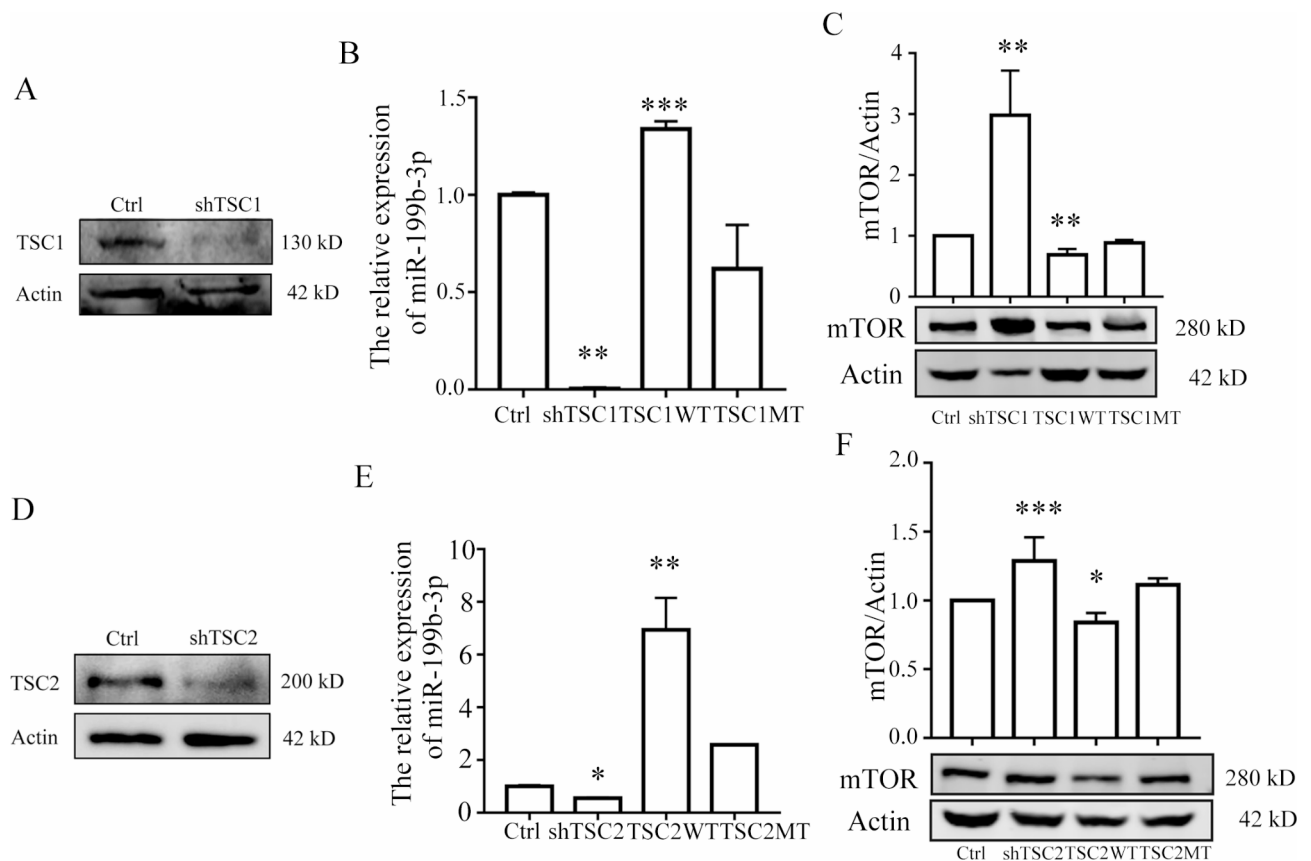 A
Ctrl shTSC1
TSC1 130 kD
Actin 42 kD
B
The relative expression
of miR-199b-3p
1.5
1.0
0.5
0.0
**
***
Ctrl shTSC1 TSC1WT TSC1MT
C
mTOR/Actin
4
3
2
1
0
**
**
mTOR 280 kD
Actin 42 kD
Ctrl shTSC1 TSC1WT TSC1MT
D
Ctrl shTSC2
TSC2 200 kD
Actin 42 kD
E
The relative expression
of miR-199b-3p
10
8
6
4
2
0
*
**
Ctrl shTSC2 TSC2WT TSC2MT
F
mTOR/Actin
2.0
1.5
1.0
0.5
0.0
***
*
mTOR 280 kD
Actin 42 kD
Ctrl shTSC2 TSC2WT TSC2MT